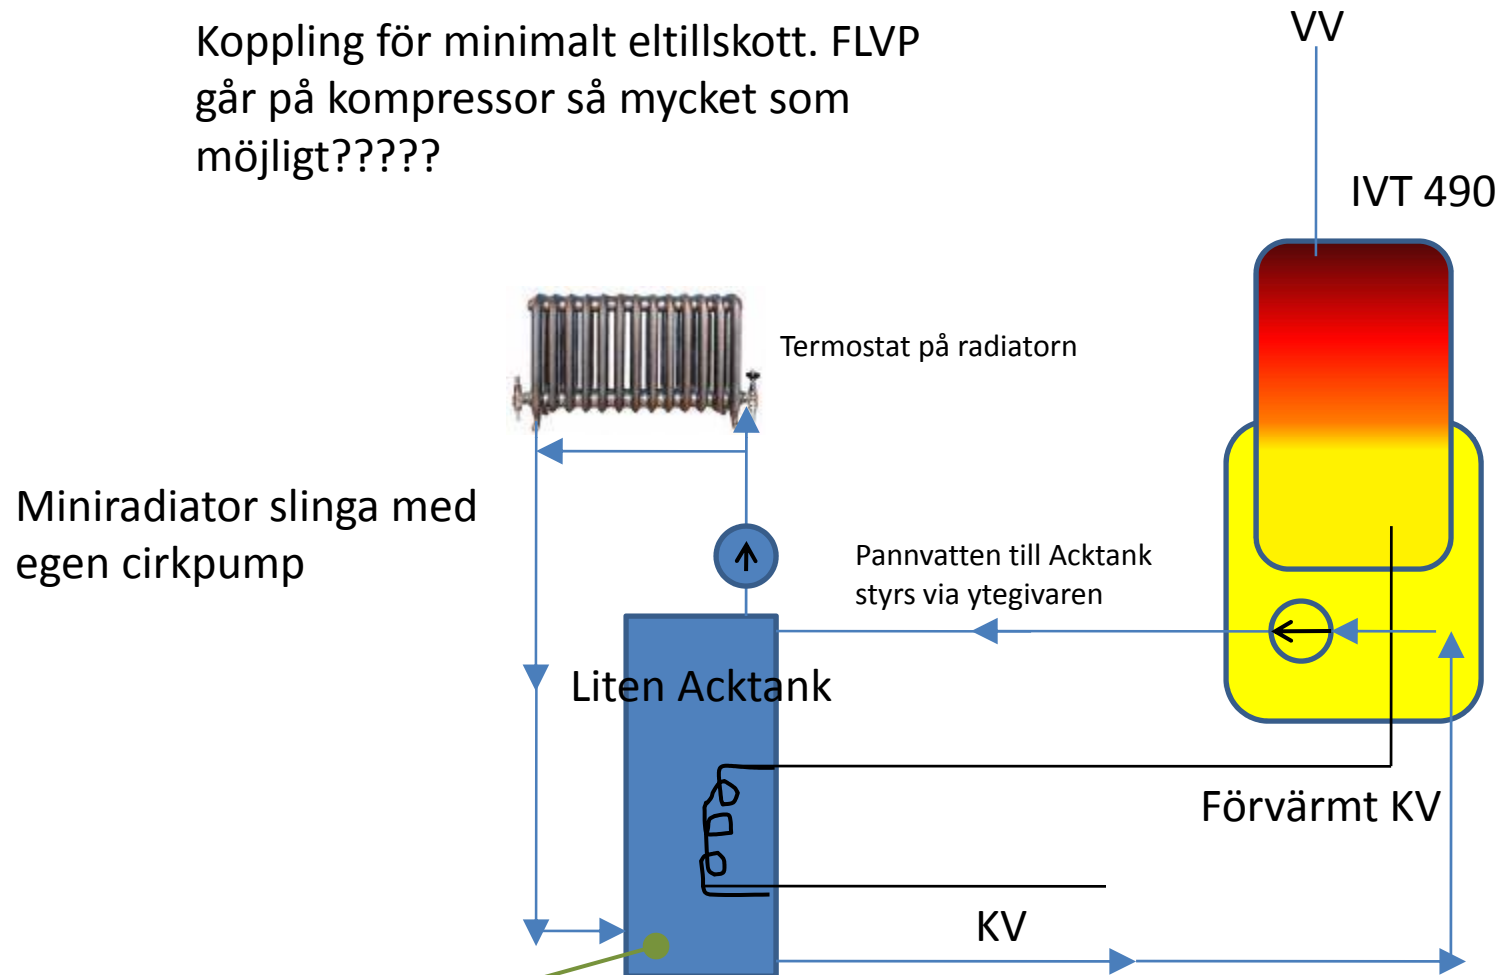 Koppling för minimalt eltillskott. FLVP
går på kompressor så mycket som
möjligt?????
VV
IVT 490
Termostat på radiatorn
Miniradiator slinga med
egen cirkpump
Pannvatten till Acktank
styrs via ytegivaren
Liten Acktank
Förvärmt KV
KV